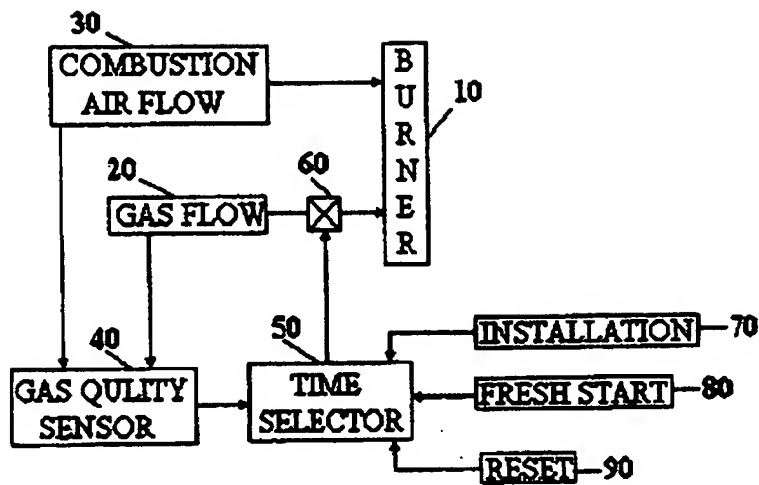 30
COMBUSTION
AIR FLOW
BURNER
10
20
60
GAS FLOW
40
50
GAS QULITY
SENSOR
TIME
SELECTOR
INSTALLATION
70
FRESH START
80
RESET
90